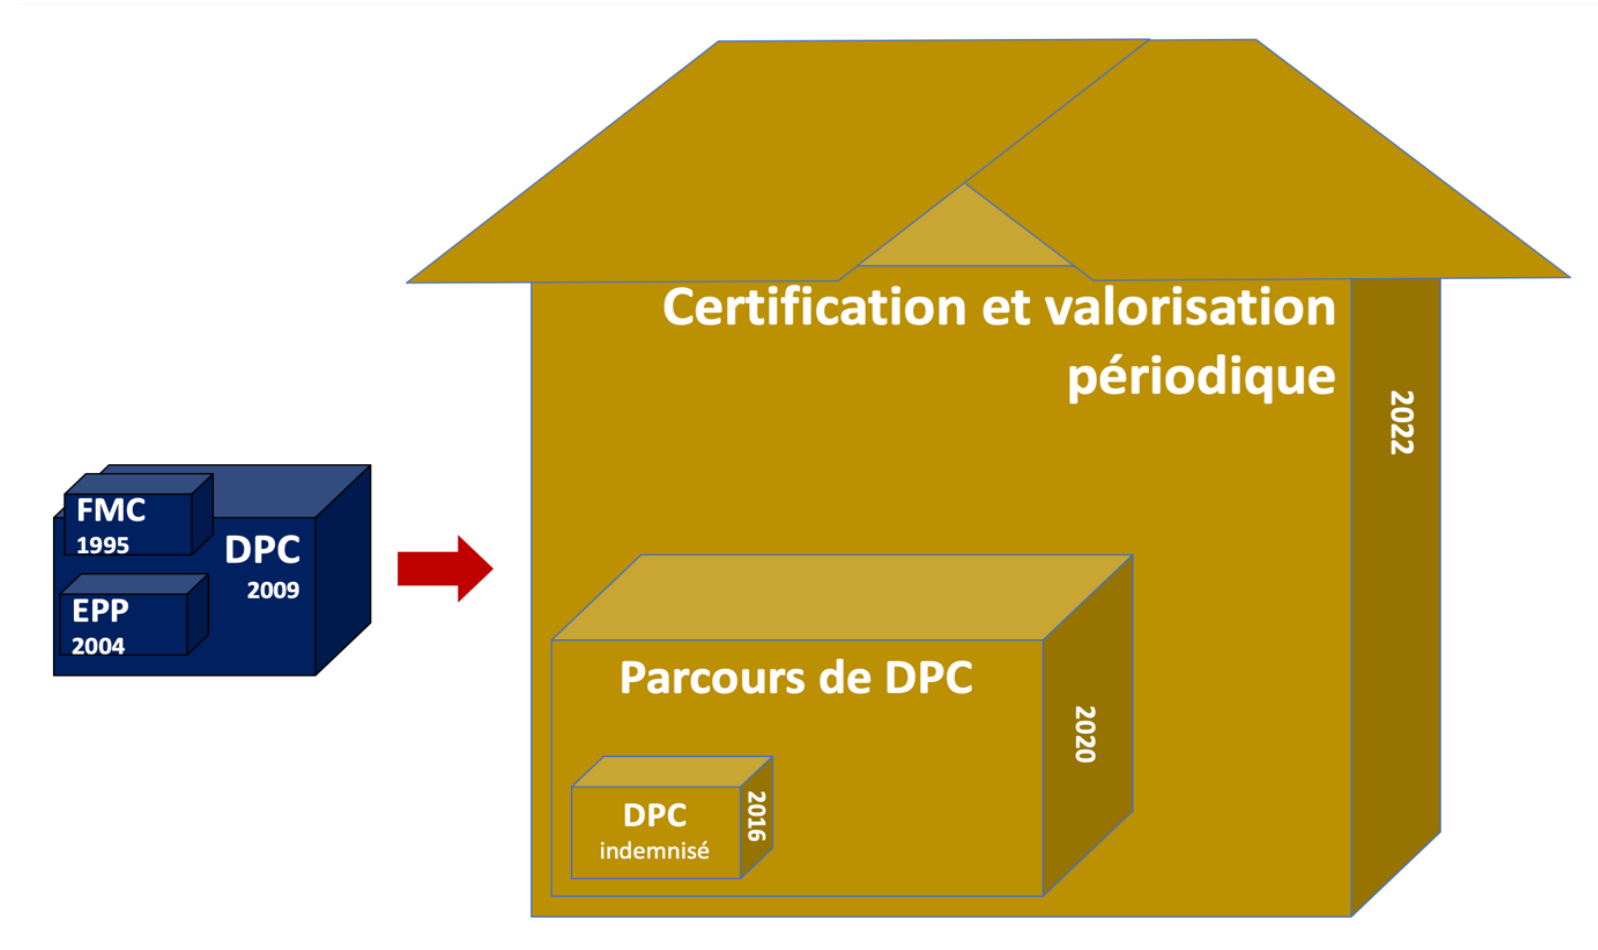 FMC
1995
DPC
2009
EPP
2004
Certification et valorisation
périodique
2022
Parcours de DPC
2020
DPC
indemnisé
2016